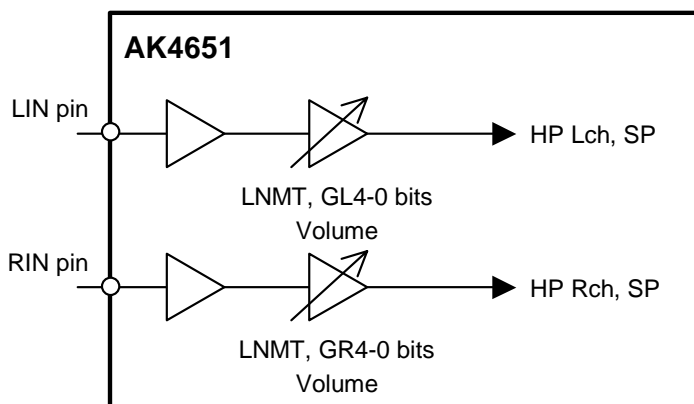 AK4651
LIN pin
HP Lch, SP
LNMT, GL4-0 bits
Volume
RIN pin
HP Rch, SP
LNMT, GR4-0 bits
Volume